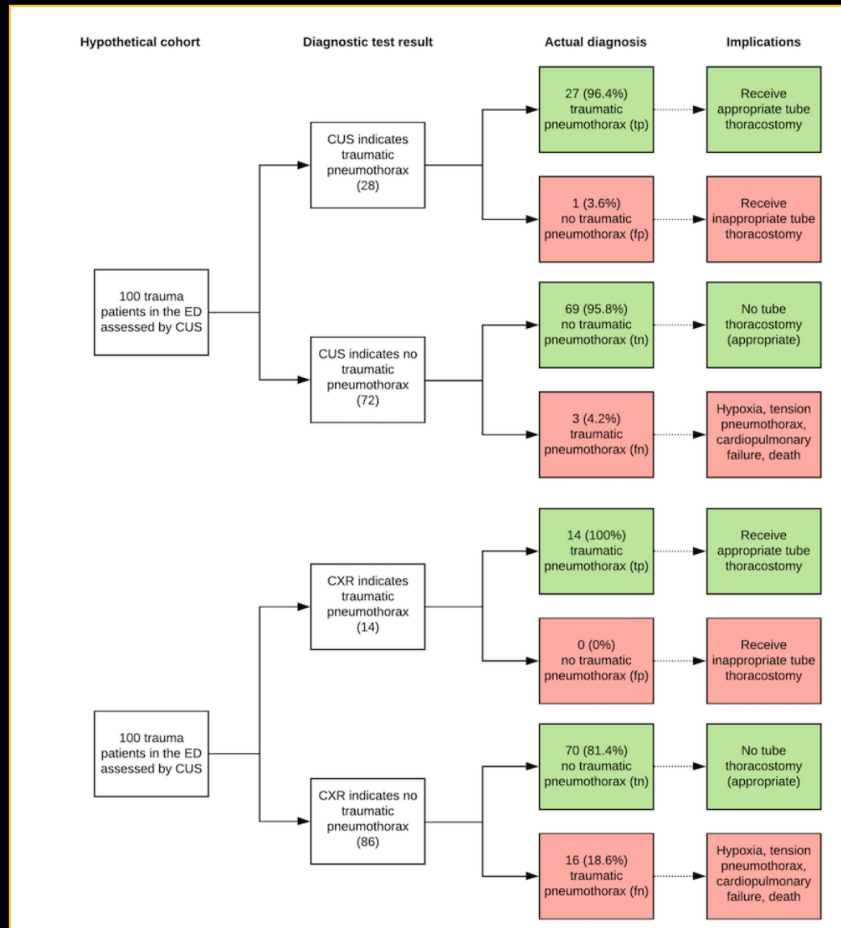 Hypothetical cohort
Diagnostic test result
Actual diagnosis
Implications
27 (96.4%)
traumatic
pneumothorax (tp)
Receive
appropriate tube
thoracostomy
CUS indicates
traumatic
pneumothorax
(28)
1 (3.6%)
no traumatic
pneumothorax (fp)
Receive
inappropriate tube
thoracostomy
100 trauma
patients in the ED
assessed by CUS
69 (95.8%)
no traumatic
pneumothorax (tn)
No tube
thoracostomy
(appropriate)
CUS indicates no
traumatic
pneumothorax
(72)
3 (4.2%)
traumatic
pneumothorax (fn)
Hypoxia, tension
pneumothorax,
cardiopulmonary
failure, death
14 (100%)
traumatic
pneumothorax (tp)
Receive
appropriate tube
thoracostomy
CXR indicates
traumatic
pneumothorax
(14)
0 (0%)
no traumatic
pneumothorax (fp)
Receive
inappropriate tube
thoracostomy
100 trauma
patients in the ED
assessed by CUS
70 (81.4%)
no traumatic
pneumothorax (tn)
No tube
thoracostomy
(appropriate)
CXR indicates no
traumatic
pneumothorax
(86)
16 (18.6%)
traumatic
pneumothorax (fn)
Hypoxia, tension
pneumothorax,
cardiopulmonary
failure, death